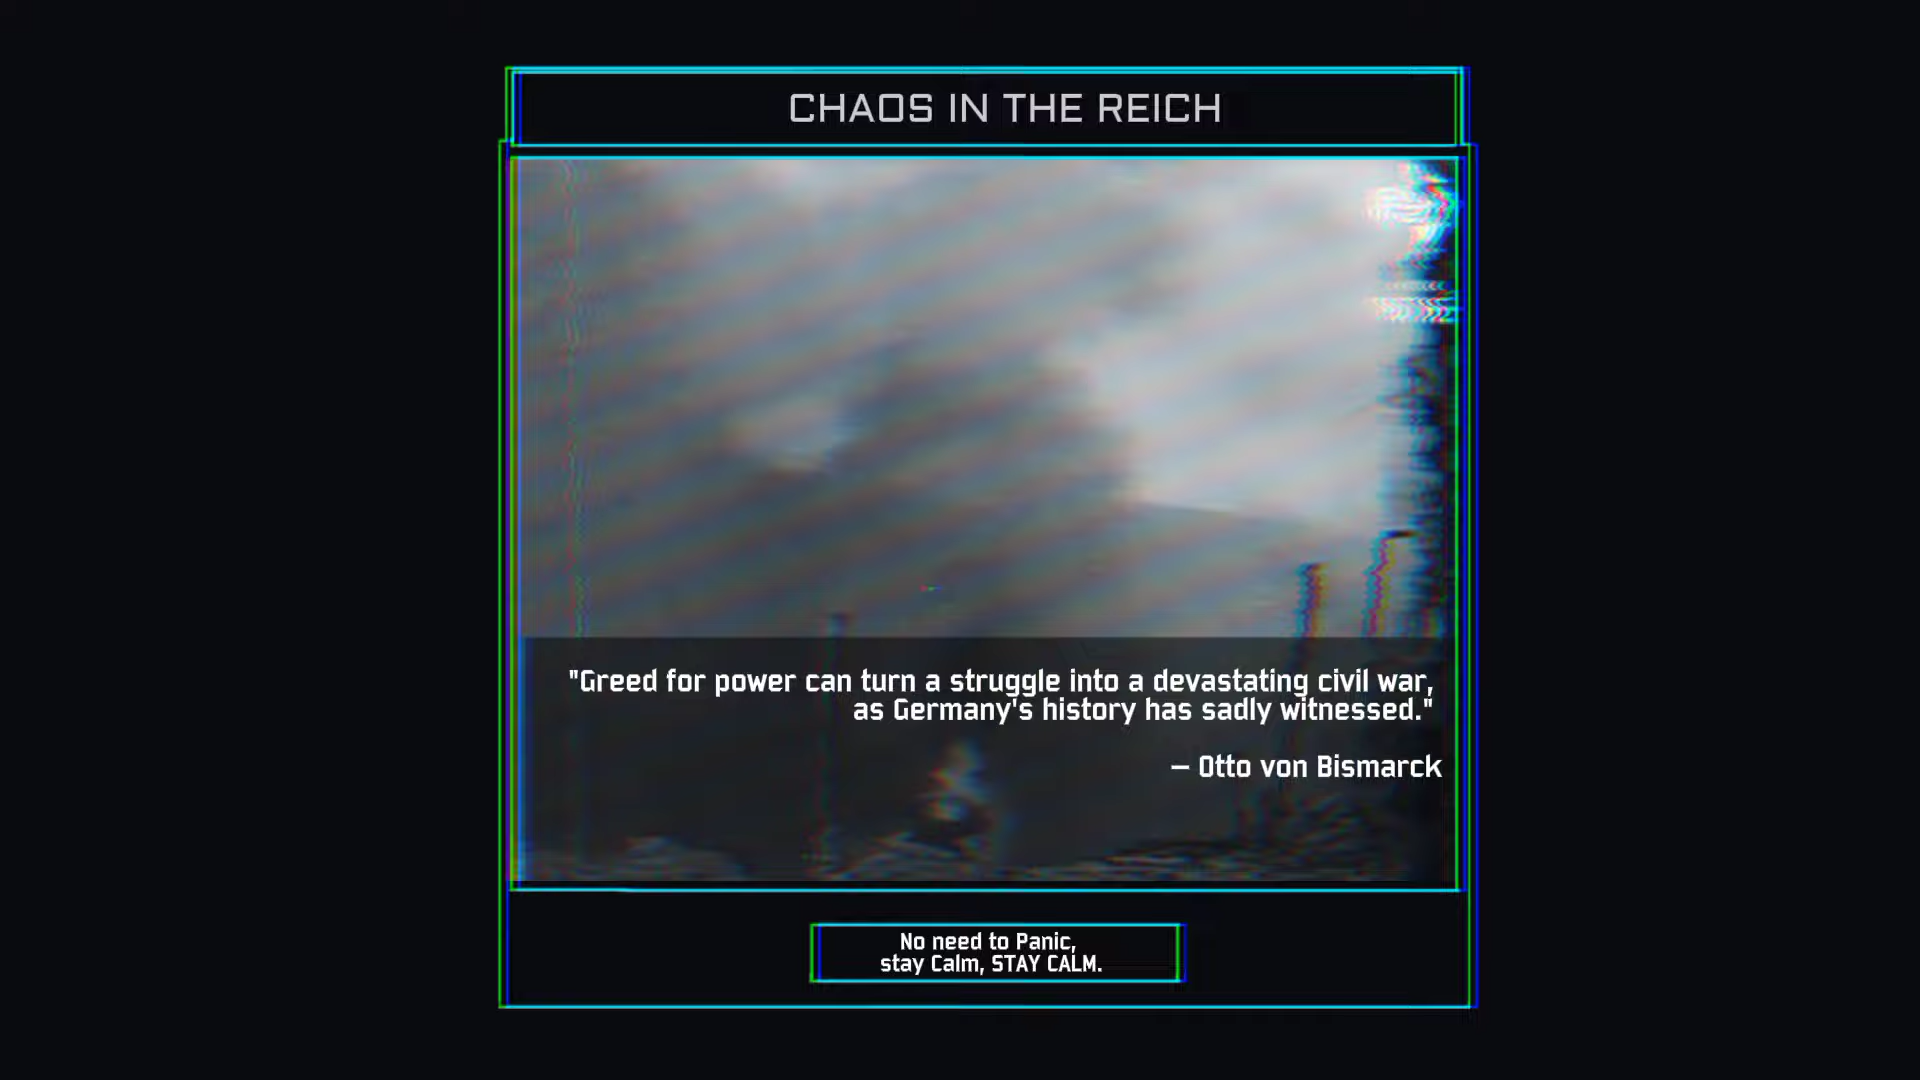 CHAOS IN THE REICH
"Greed for power can turn a struggle into a devastating civil war,
as Germany's history has sadly witnessed."
– Otto von Bismarck
No need to Panic,
stay Calm, STAY CALM.